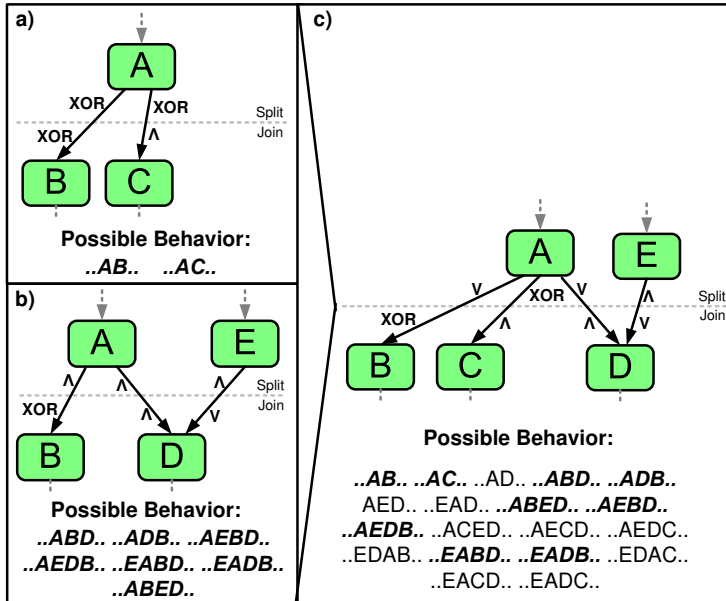 a)
A
XOR XOR
Split
Join
XOR Λ
B C
Possible Behavior:
..AB.. ..AC..
b)
A E
Λ Λ Λ
Split
Join
XOR Λ V
B D
Possible Behavior:
..ABD.. ..ADB.. ..AEBD..
..AEDB.. ..EABD.. ..EADB..
..ABED..
c)
A E
V XOR V Λ
Split
Join
XOR Λ Λ V
B C D
Possible Behavior:
..AB.. ..AC.. ..AD.. ..ABD.. ..ADB..
AED.. ..EAD.. ..ABED.. ..AEBD..
..AEDB.. ..ACED.. ..AECD.. ..AEDC..
..EDAB.. ..EABD.. ..EADB.. ..EDAC..
..EACD.. ..EADC..